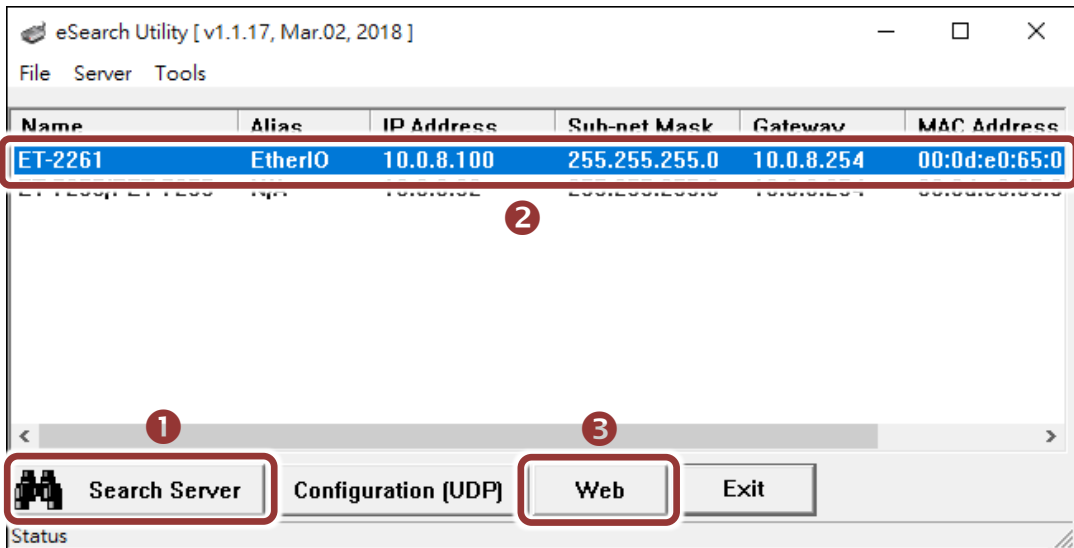 eSearch Utility [ v1.1.17, Mar.02, 2018 ]
File Server Tools
Name Alias IP Address Sub-net Mask Gateway MAC Address
ET-2261 EtherIO 10.0.8.100 255.255.255.0 10.0.8.254 00:0d:e0:65:0
2
1
3
Search Server Configuration (UDP) Web Exit
Status